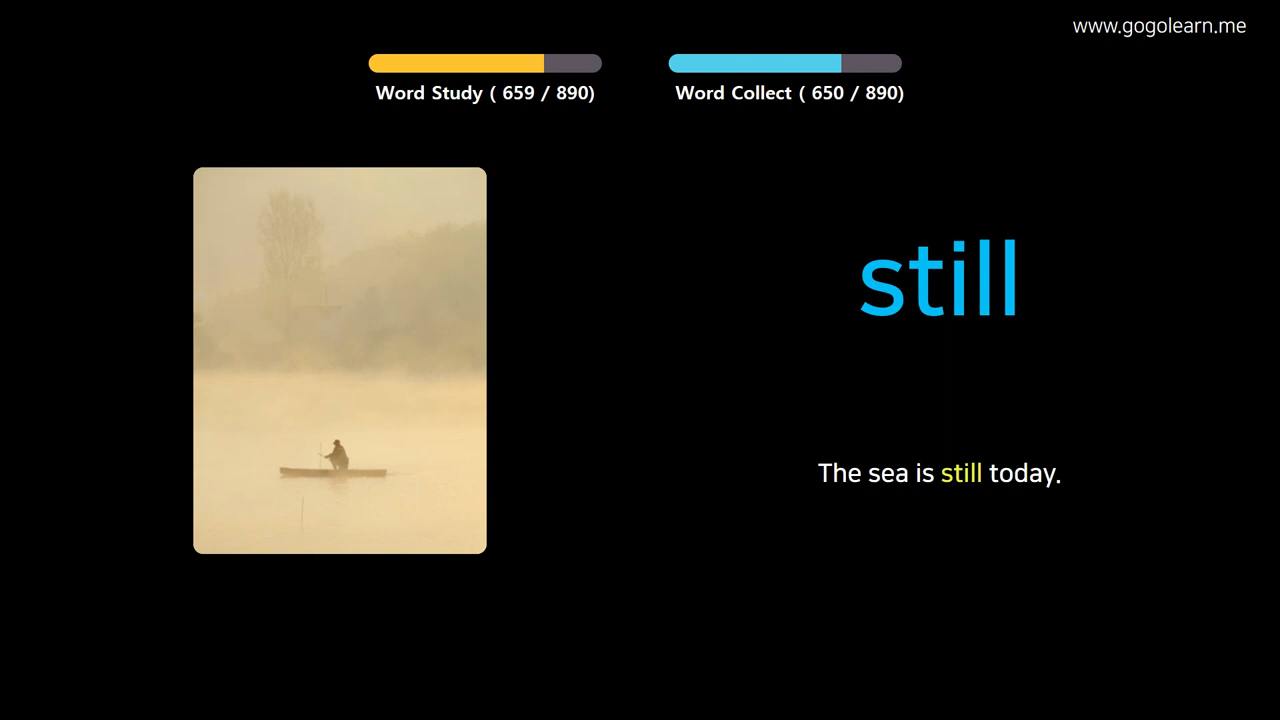 www.gogolearn.me
Word Study ( 659 / 890)
Word Collect ( 650 / 890)
still
The sea is still today.